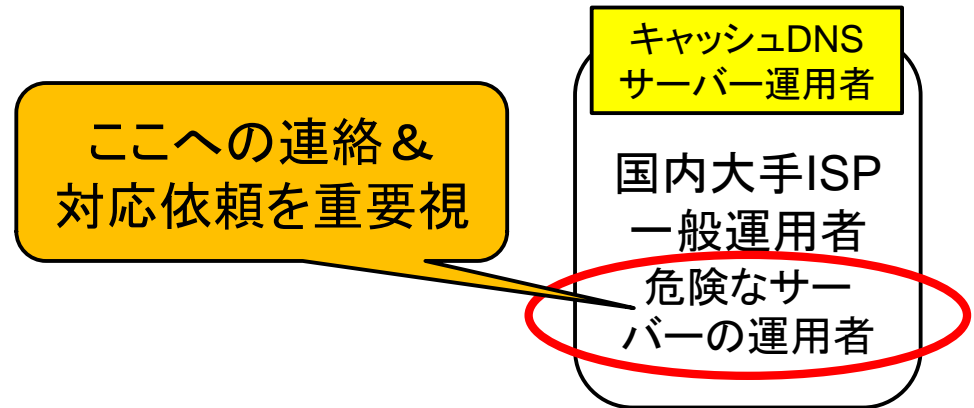 キャッシュDNS
サーバー運用者
ここへの連絡＆
対応依頼を重要視
国内大手ISP
一般運用者
危険なサー
バーの運用者